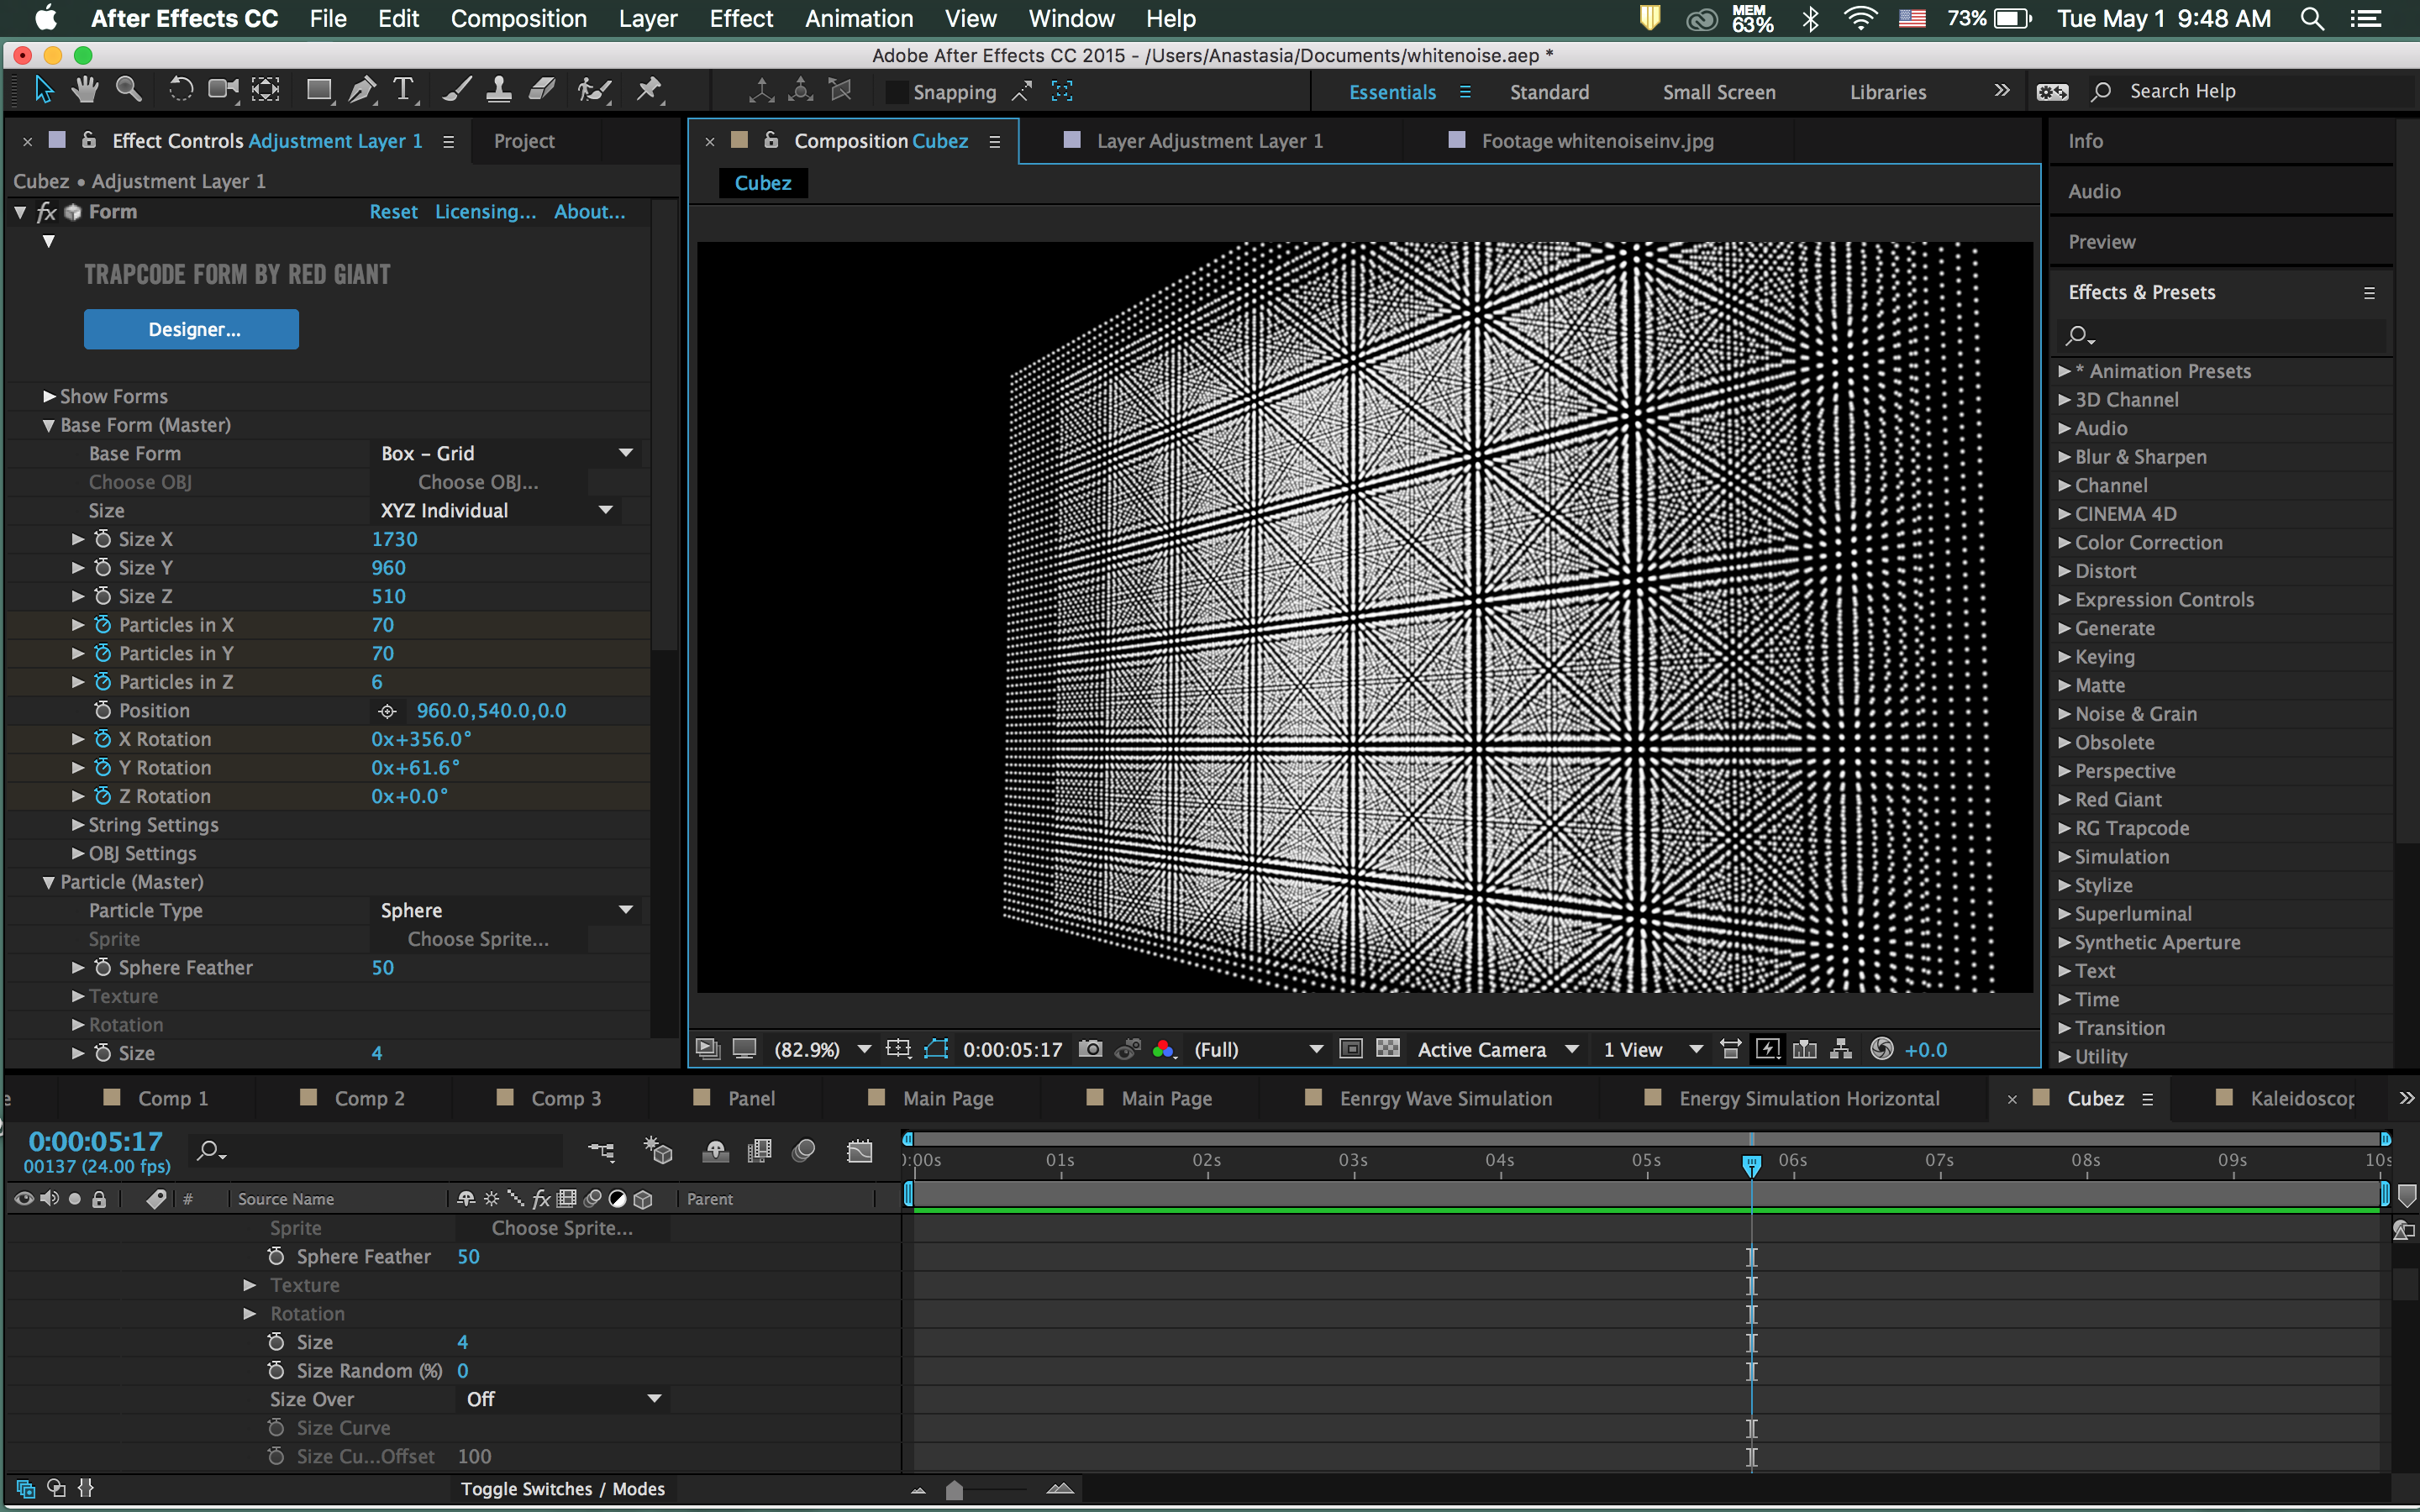 After Effects CC File Edit Composition Layer Effect Animation View Window Help MEM 63% 73% Tue May 1 9:48 AM
Adobe After Effects CC 2015 - /Users/Anastasia/Documents/whitenoise.aep *
Snapping Essentials Standard Small Screen Libraries Search Help
Effect Controls Adjustment Layer 1 Project
Cubez • Adjustment Layer 1
fx Form Reset Licensing... About...
TRAPCODE FORM BY RED GIANT
Designer...
Show Forms
Base Form (Master)
Base Form Box – Grid
Choose OBJ Choose OBJ...
Size XYZ Individual
Size X 1730
Size Y 960
Size Z 510
Particles in X 70
Particles in Y 70
Particles in Z 6
Position 960.0,540.0,0.0
X Rotation 0x+356.0°
Y Rotation 0x+61.6°
Z Rotation 0x+0.0°
String Settings
OBJ Settings
Particle (Master)
Particle Type Sphere
Sprite Choose Sprite...
Sphere Feather 50
Texture
Rotation
Size 4
Composition Cubez Layer Adjustment Layer 1 Footage whitenoiseinv.jpg
Cubez
(82.9%) 0:00:05:17 (Full) Active Camera 1 View +0.0
Info
Audio
Preview
Effects & Presets
* Animation Presets
3D Channel
Audio
Blur & Sharpen
Channel
CINEMA 4D
Color Correction
Distort
Expression Controls
Generate
Keying
Matte
Noise & Grain
Obsolete
Perspective
Red Giant
RG Trapcode
Simulation
Stylize
Superluminal
Synthetic Aperture
Text
Time
Transition
Utility
e Comp 1 Comp 2 Comp 3 Panel Main Page Main Page Eenrgy Wave Simulation Energy Simulation Horizontal Cubez Kaleidoscop
0:00:05:17
00137 (24.00 fps)
):00s 01s 02s 03s 04s 05s 06s 07s 08s 09s 10s
# Source Name fx Parent
Sprite Choose Sprite...
Sphere Feather 50
Texture
Rotation
Size 4
Size Random (%) 0
Size Over Off
Size Curve
Size Cu...Offset 100
Toggle Switches / Modes